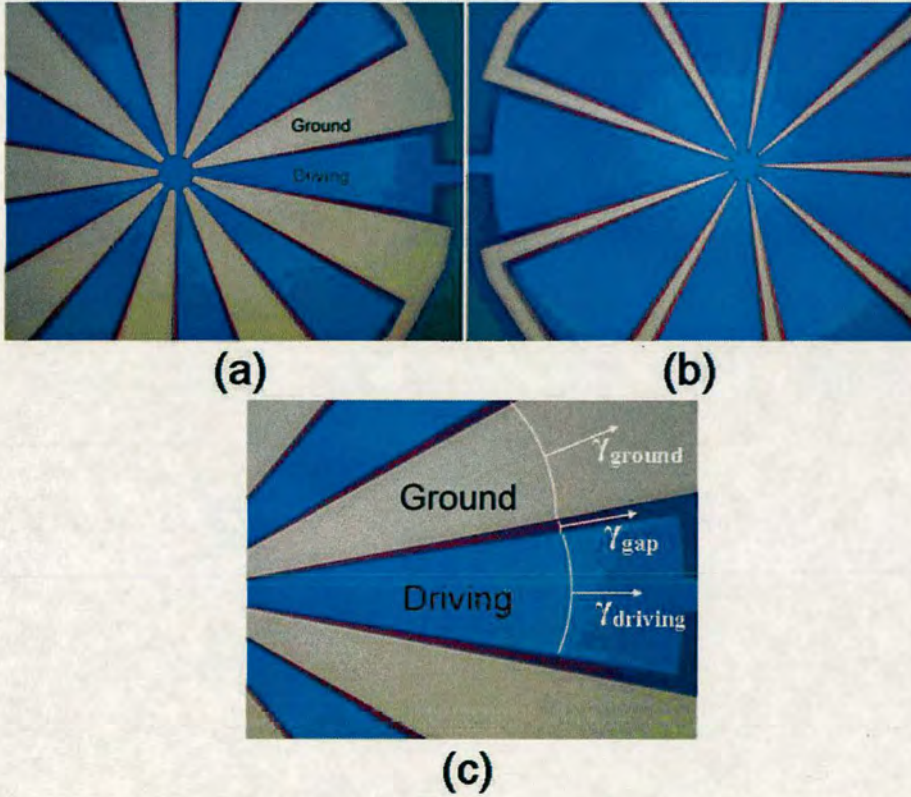 Ground
Driving
(a)
(b)
γground
Ground
γgap
Driving
γdriving
(c)